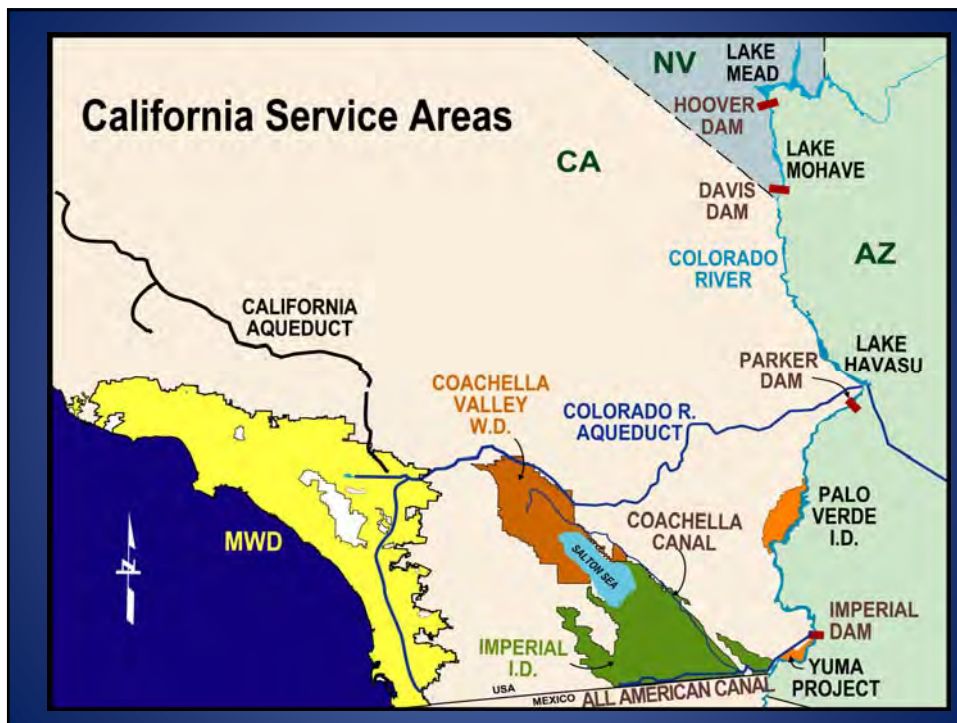 California Service Areas
NV
LAKE
MEAD
HOOVER
DAM
CA
LAKE
MOHAVE
DAVIS
DAM
COLORADO
RIVER
AZ
CALIFORNIA
AQUEDUCT
LAKE
HAVASU
PARKER
DAM
COACHELLA
VALLEY
W.D.
COLORADO R.
AQUEDUCT
PALO
VERDE
I.D.
COACHELLA
CANAL
MWD
SALTON SEA
N
IMPERIAL
DAM
IMPERIAL
I.D.
YUMA
PROJECT
USA
MEXICO
ALL AMERICAN CANAL